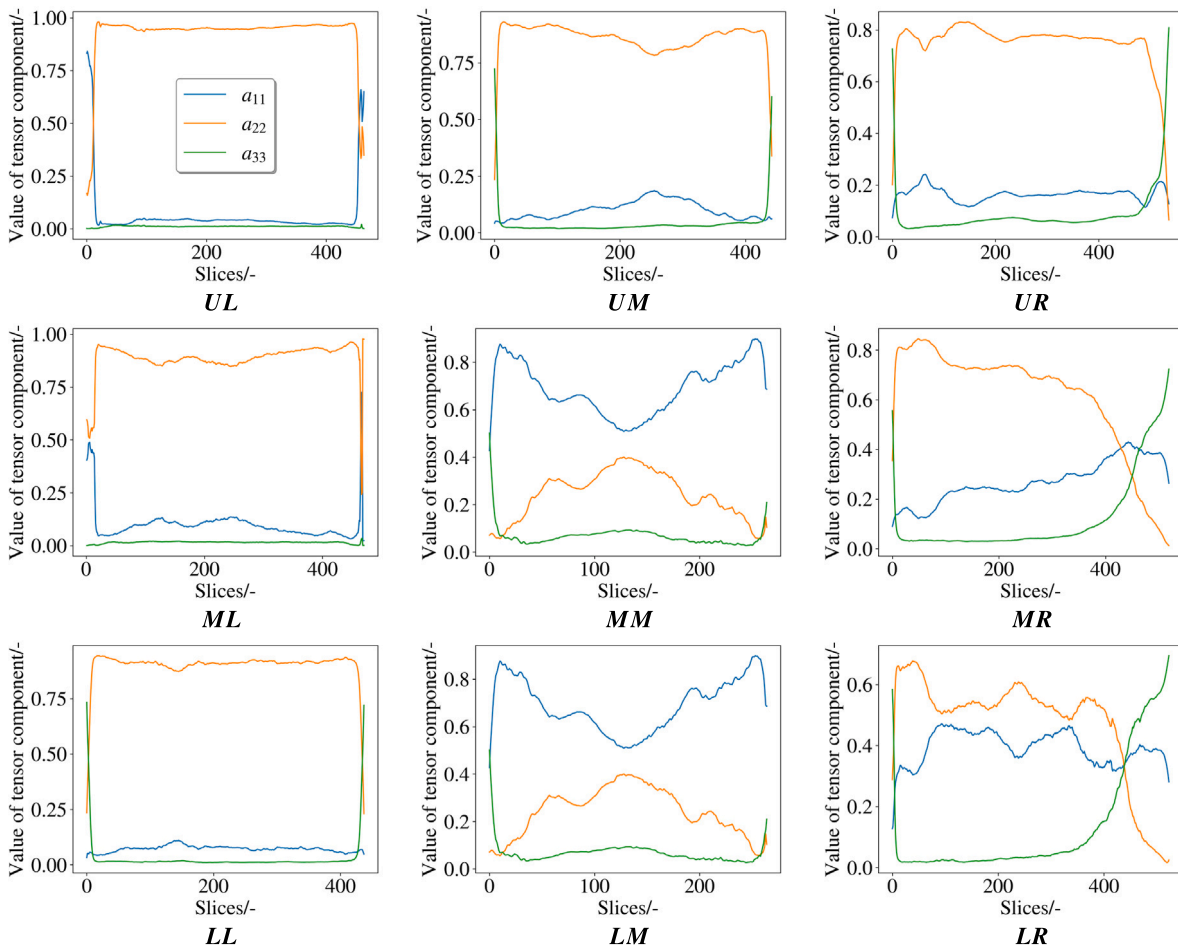 Value of tensor component/-
1.00
0.75
0.50
0.25
0.00
a11
a22
a33
0
200
400
Slices/-
UL
Value of tensor component/-
0.75
0.50
0.25
0.00
0
200
400
Slices/-
UM
Value of tensor component/-
0.8
0.6
0.4
0.2
0.0
0
200
400
Slices/-
UR
Value of tensor component/-
1.00
0.75
0.50
0.25
0.00
0
200
400
Slices/-
ML
Value of tensor component/-
0.8
0.6
0.4
0.2
0.0
0
100
200
Slices/-
MM
Value of tensor component/-
0.8
0.6
0.4
0.2
0.0
0
200
400
Slices/-
MR
Value of tensor component/-
0.75
0.50
0.25
0.00
0
200
400
Slices/-
LL
Value of tensor component/-
0.8
0.6
0.4
0.2
0.0
0
100
200
Slices/-
LM
Value of tensor component/-
0.6
0.4
0.2
0.0
0
200
400
Slices/-
LR